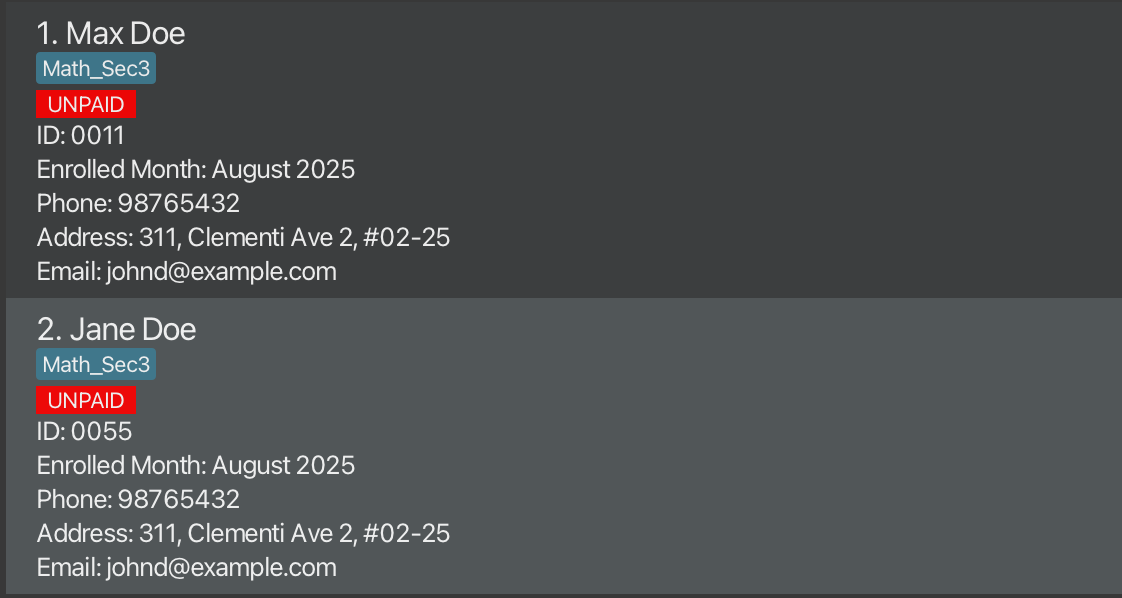 1. Max Doe
Math_Sec3
UNPAID
ID: 0011
Enrolled Month: August 2025
Phone: 98765432
Address: 311, Clementi Ave 2, #02-25
Email: johnd@example.com
2. Jane Doe
Math_Sec3
UNPAID
ID: 0055
Enrolled Month: August 2025
Phone: 98765432
Address: 311, Clementi Ave 2, #02-25
Email: johnd@example.com